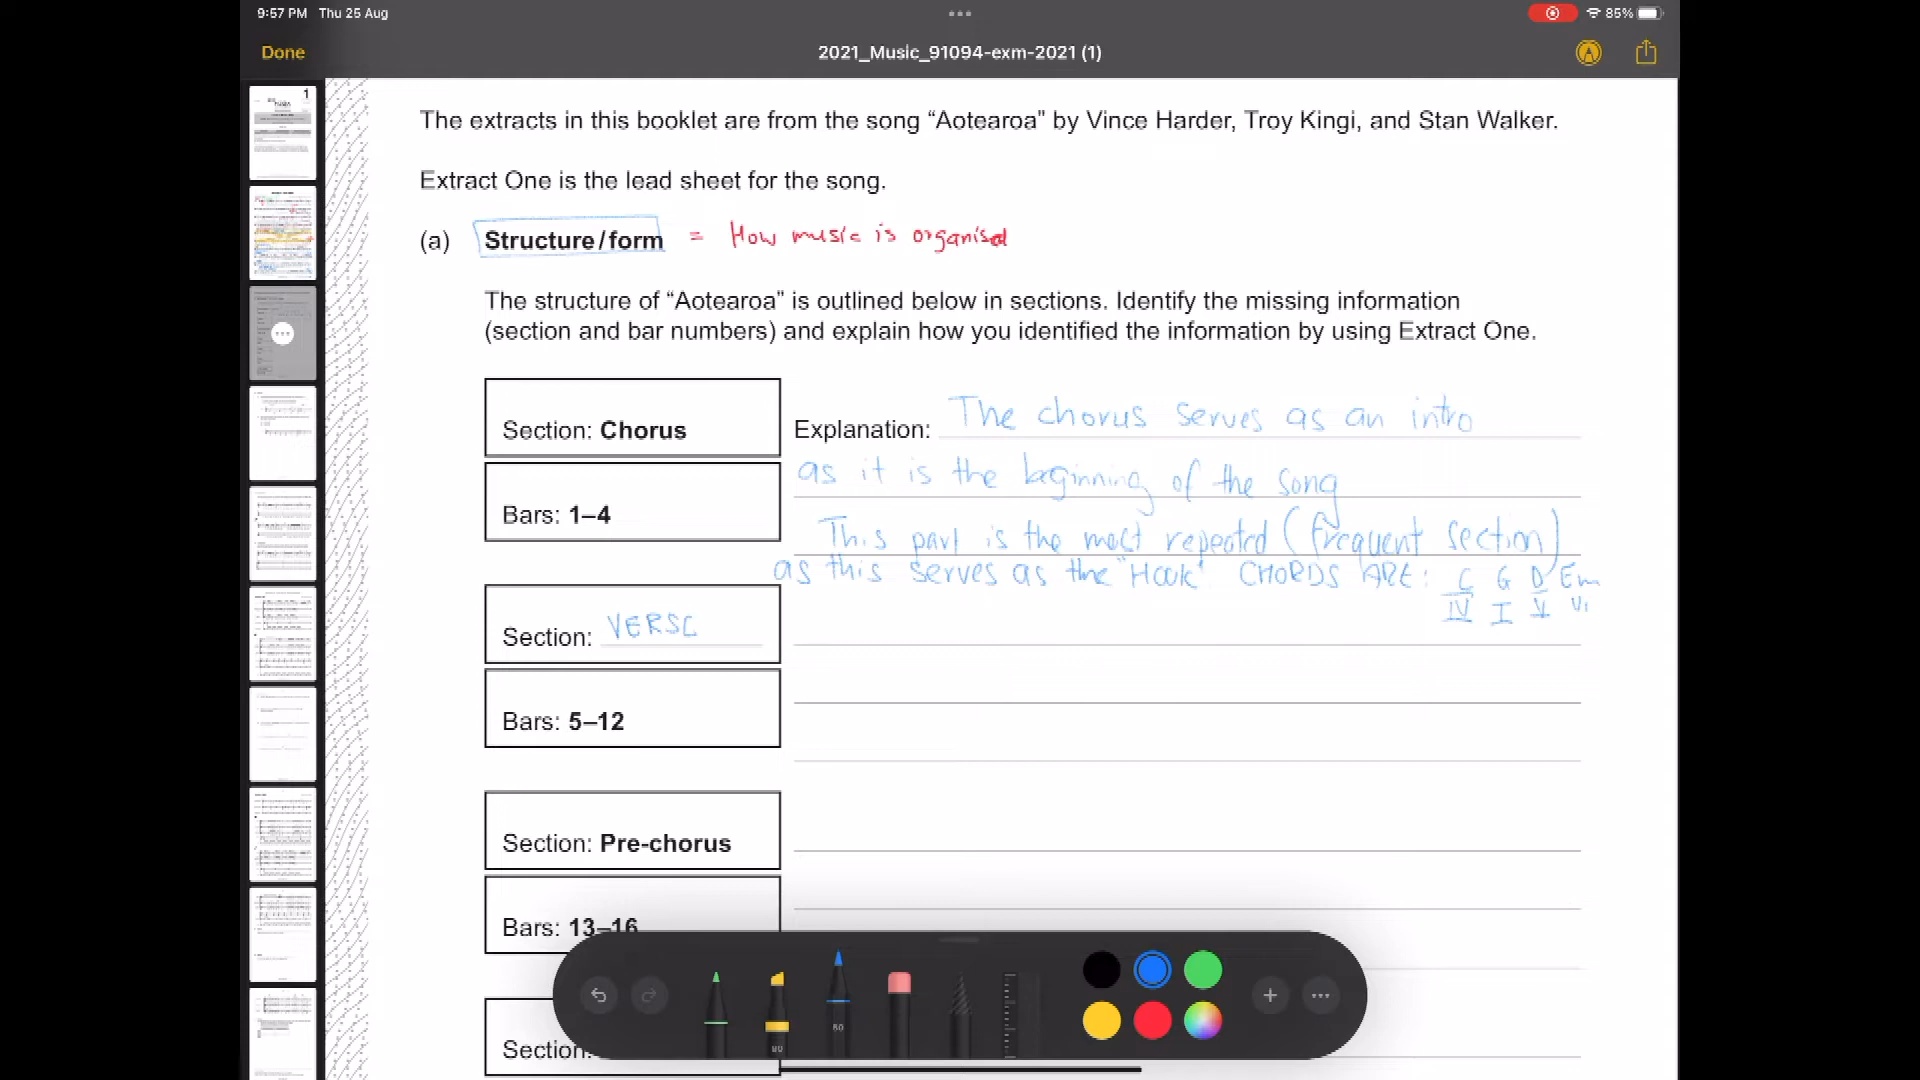 9:57 PM Thu 25 Aug
85%
Done
2021_Music_91094-exm-2021 (1)
The extracts in this booklet are from the song “Aotearoa” by Vince Harder, Troy Kingi, and Stan Walker.
Extract One is the lead sheet for the song.
(a) Structure / form = How music is organised
The structure of “Aotearoa” is outlined below in sections. Identify the missing information
(section and bar numbers) and explain how you identified the information by using Extract One.
Section: Chorus
Explanation: The chorus serves as an intro
as it is the beginning of the song
Bars: 1–4
This part is the most repeated (frequent section)
as this serves as the "Hook" CHORDS ARE: C G D Em
IV I V vi
Section: VERSE
Bars: 5–12
Section: Pre-chorus
Bars: 13–16
Section:
80
50